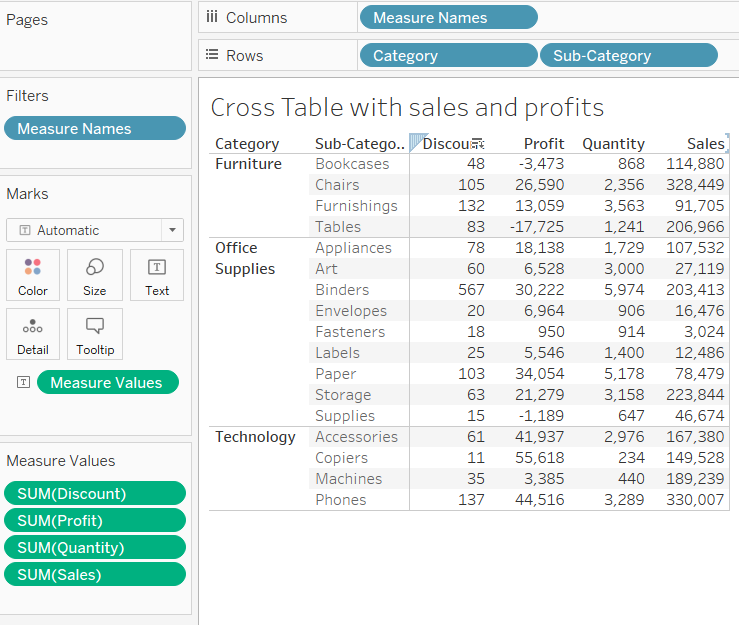 Pages
Columns Measure Names
Rows Category Sub-Category
Filters
Measure Names
Marks
T Automatic
Color Size Text
Detail Tooltip
T Measure Values
Measure Values
SUM(Discount)
SUM(Profit)
SUM(Quantity)
SUM(Sales)
Cross Table with sales and profits
Category Sub-Catego.. Discou Profit Quantity Sales
Furniture Bookcases 48 -3,473 868 114,880
Chairs 105 26,590 2,356 328,449
Furnishings 132 13,059 3,563 91,705
Tables 83 -17,725 1,241 206,966
Office Appliances 78 18,138 1,729 107,532
Supplies Art 60 6,528 3,000 27,119
Binders 567 30,222 5,974 203,413
Envelopes 20 6,964 906 16,476
Fasteners 18 950 914 3,024
Labels 25 5,546 1,400 12,486
Paper 103 34,054 5,178 78,479
Storage 63 21,279 3,158 223,844
Supplies 15 -1,189 647 46,674
Technology Accessories 61 41,937 2,976 167,380
Copiers 11 55,618 234 149,528
Machines 35 3,385 440 189,239
Phones 137 44,516 3,289 330,007